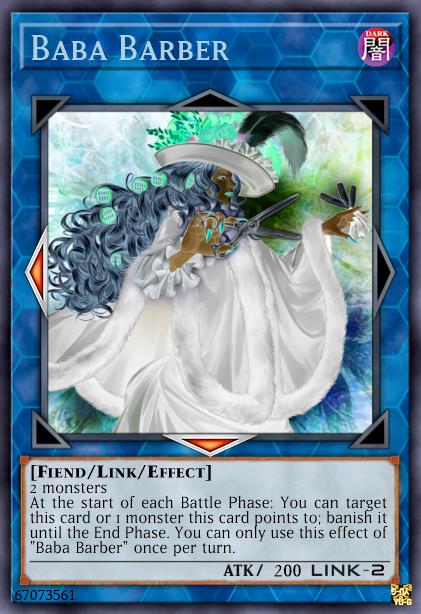 Baba Barber
DARK
闇
[Fiend/Link/Effect]
2 monsters
At the start of each Battle Phase: You can target
this card or 1 monster this card points to; banish it
until the End Phase. You can only use this effect of
"Baba Barber" once per turn.
ATK/ 200 LINK-2
67073561